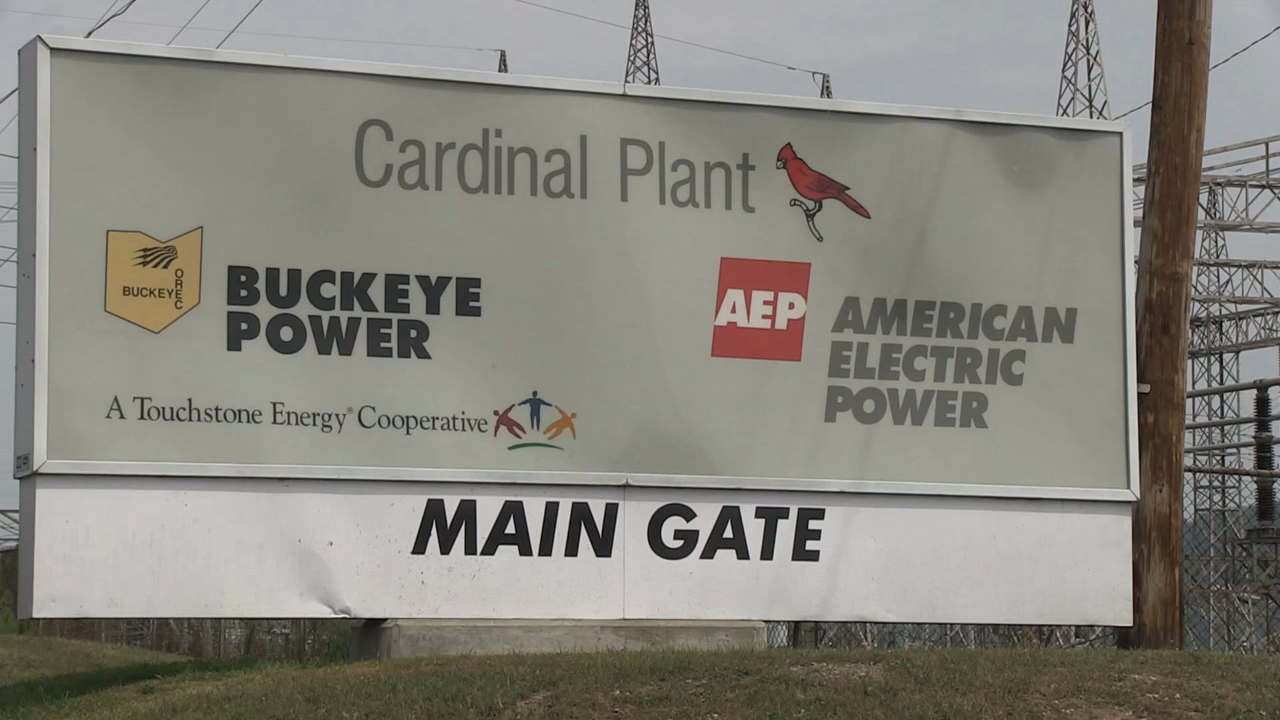 Cardinal Plant
BUCKEYE
OREC
BUCKEYE
POWER
AEP
AMERICAN
ELECTRIC
POWER
A Touchstone Energy® Cooperative
MAIN GATE